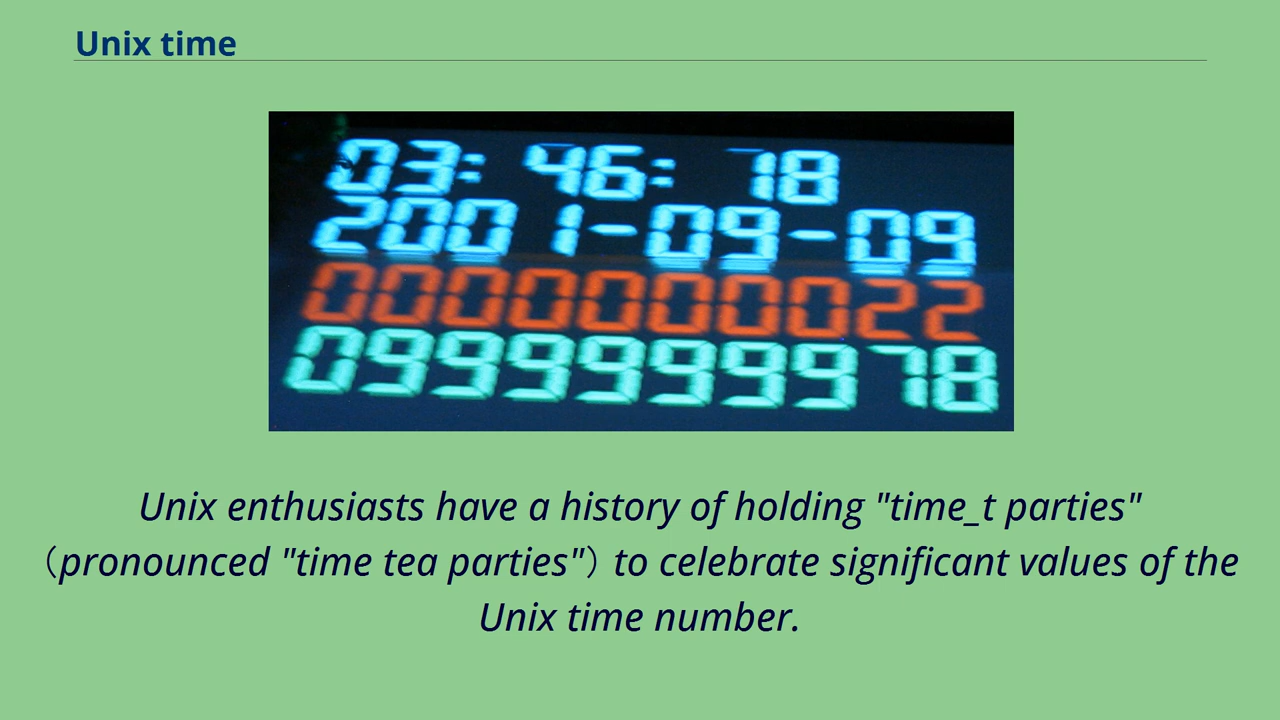 Unix time
03: 46: 18
2001-09-09
0000000022
0999999978
Unix enthusiasts have a history of holding "time_t parties"
（pronounced "time tea parties"）to celebrate significant values of the
Unix time number.